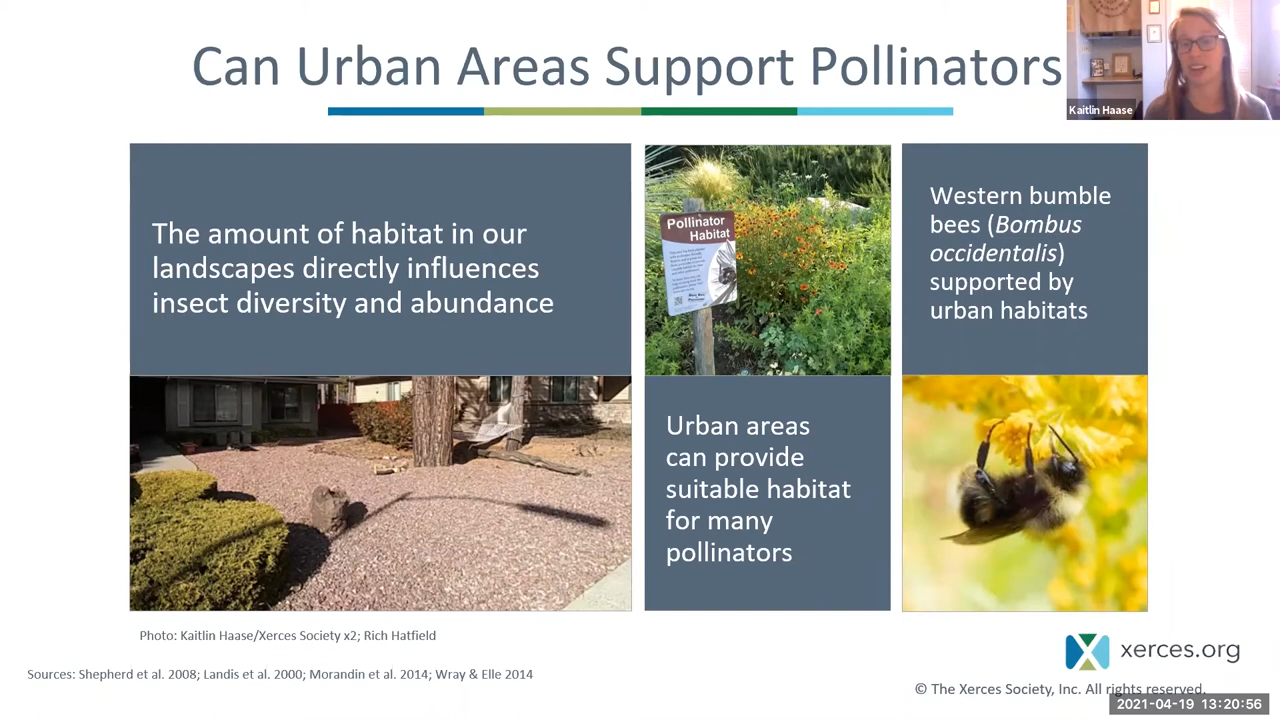 Can Urban Areas Support Pollinators
Kaitlin Haase
The amount of habitat in our
landscapes directly influences
insect diversity and abundance
Pollinator
Habitat
Western bumble
bees (Bombus
occidentalis)
supported by
urban habitats
Urban areas
can provide
suitable habitat
for many
pollinators
Photo: Kaitlin Haase/Xerces Society x2; Rich Hatfield
xerces.org
Sources: Shepherd et al. 2008; Landis et al. 2000; Morandin et al. 2014; Wray & Elle 2014
© The Xerces Society, Inc. All rights reserved.
2021-04-19 13:20:56